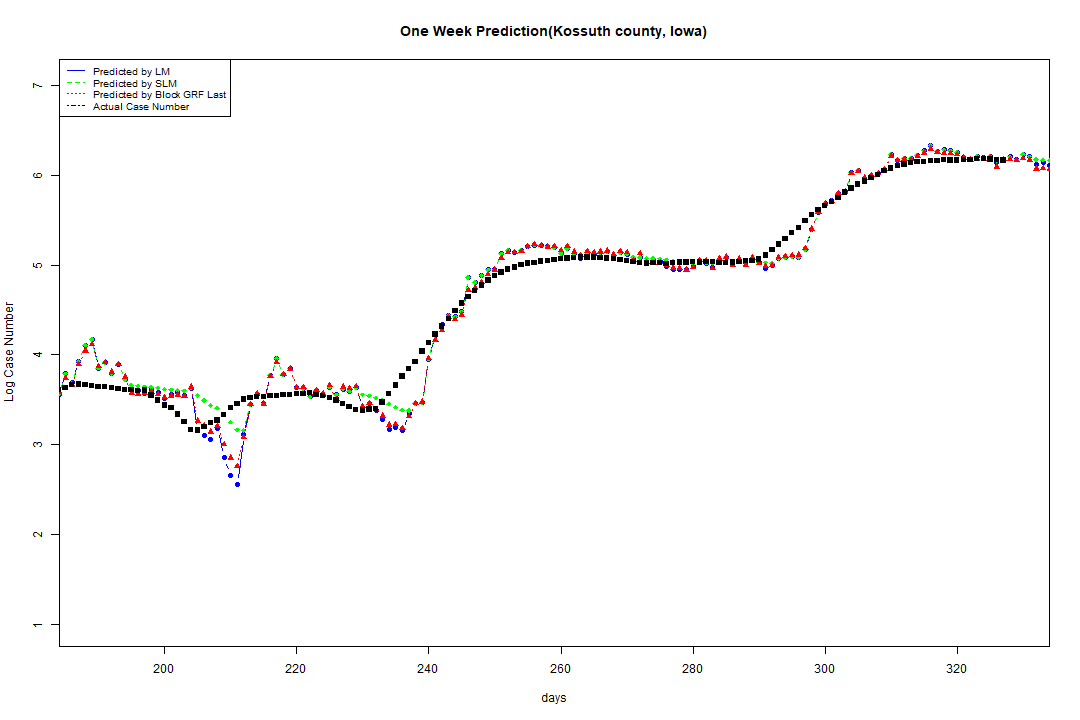 One Week Prediction(Kossuth county, Iowa)
Predicted by LM
Predicted by SLM
Predicted by Block GRF Last
Actual Case Number
Log Case Number
7
6
5
4
3
2
1
200 220 240 260 280 300 320
days